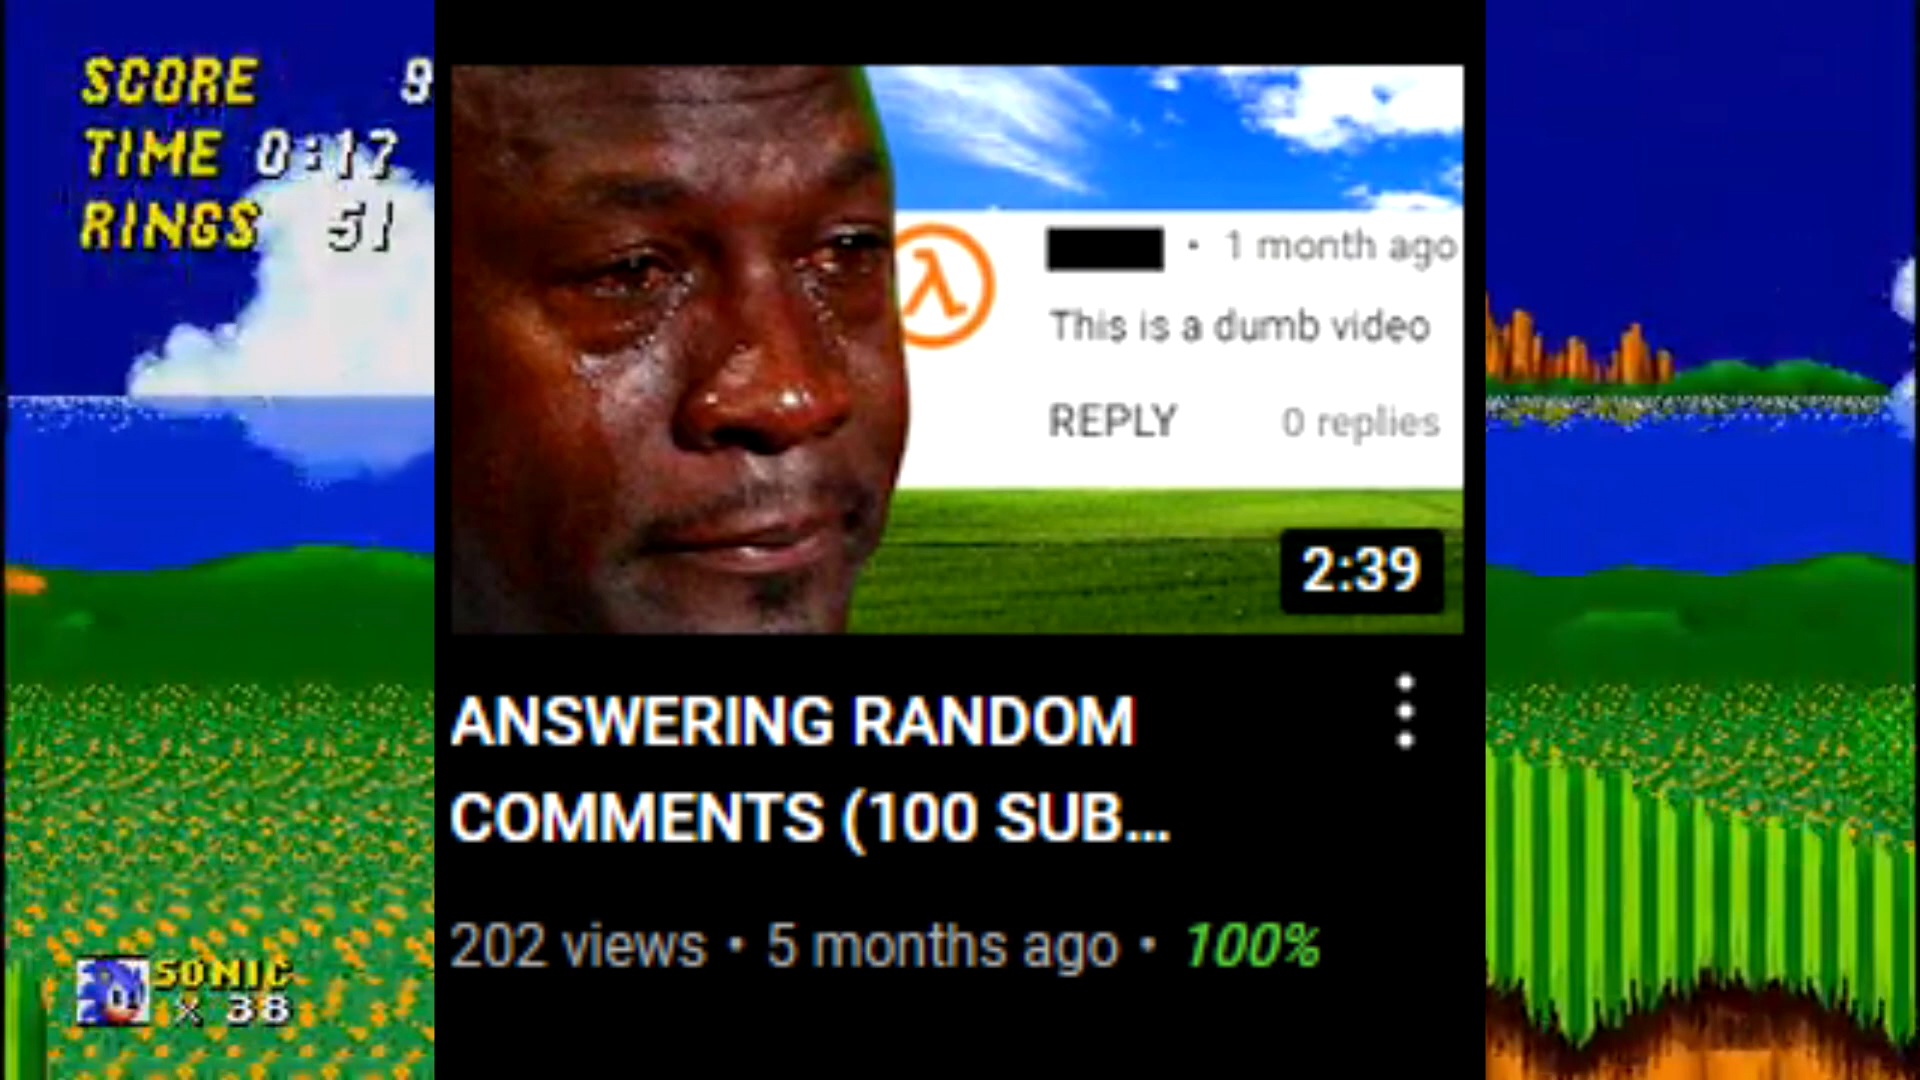 SCORE 9
TIME 0:17
RINGS 51
• 1 month ago
This is a dumb video
REPLY 0 replies
2:39
ANSWERING RANDOM
COMMENTS (100 SUB...
202 views • 5 months ago • 100%
SONIC
× 38